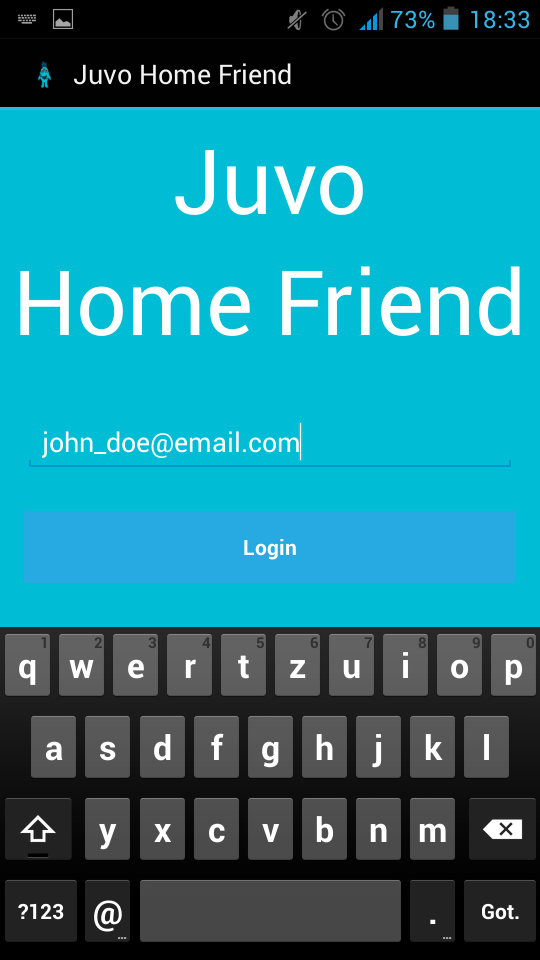 73% 18:33
Juvo Home Friend
Juvo
Home Friend
john_doe@email.com
Login
1 2 3 4 5 6 7 8 9 0
q w e r t z u i o p
a s d f g h j k l
y x c v b n m
?123 @ ... . ... Got.